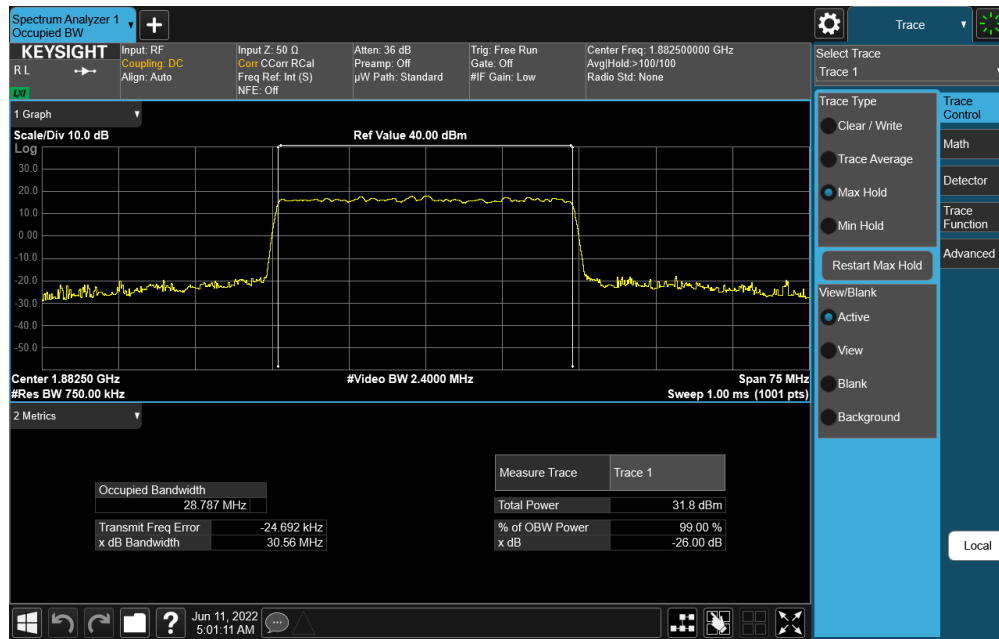 Spectrum Analyzer 1
Occupied BW
KEYSIGHT
R L
LXI
Input: RF
Coupling: DC
Align: Auto
Input Z: 50 Ω
Corr CCorr RCal
Freq Ref: Int (S)
NFE: Off
Atten: 36 dB
Preamp: Off
µW Path: Standard
Trig: Free Run
Gate: Off
#IF Gain: Low
Center Freq: 1.882500000 GHz
Avg|Hold:>100/100
Radio Std: None
1 Graph
Scale/Div 10.0 dB
Ref Value 40.00 dBm
Log
30.0
20.0
10.0
0.00
-10.0
-20.0
-30.0
-40.0
-50.0
Center 1.88250 GHz
#Video BW 2.4000 MHz
Span 75 MHz
#Res BW 750.00 kHz
Sweep 1.00 ms (1001 pts)
2 Metrics
Occupied Bandwidth
28.787 MHz
Transmit Freq Error -24.692 kHz
x dB Bandwidth 30.56 MHz
Measure Trace Trace 1
Total Power 31.8 dBm
% of OBW Power 99.00 %
x dB -26.00 dB
Jun 11, 2022
5:01:11 AM
Trace
Select Trace
Trace 1
Trace Type
Clear / Write
Trace Average
Max Hold
Min Hold
Restart Max Hold
View/Blank
Active
View
Blank
Background
Trace
Control
Math
Detector
Trace
Function
Advanced
Local